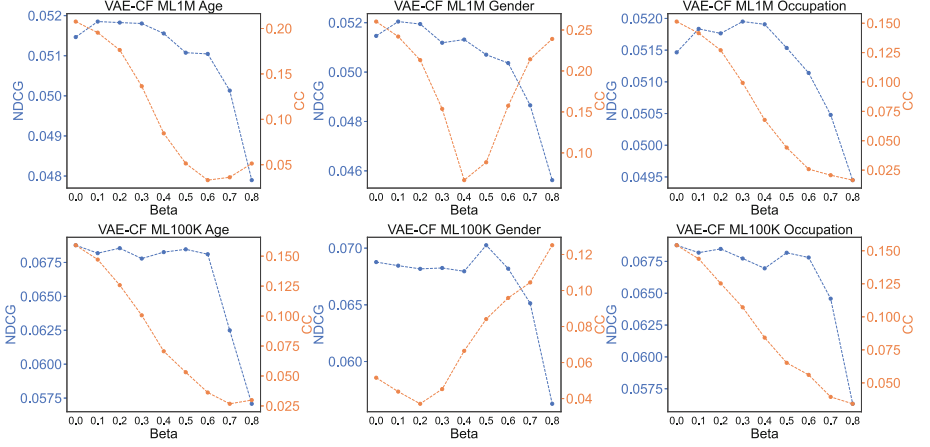 VAE-CF ML1M Age
0.052
0.051
0.050
0.049
0.048
NDCG
0.20
0.15
0.10
0.05
CC
0.0 0.1 0.2 0.3 0.4 0.5 0.6 0.7 0.8
Beta
VAE-CF ML1M Gender
0.052
0.050
0.048
0.046
NDCG
0.25
0.20
0.15
0.10
CC
0.0 0.1 0.2 0.3 0.4 0.5 0.6 0.7 0.8
Beta
VAE-CF ML1M Occupation
0.0520
0.0515
0.0510
0.0505
0.0500
0.0495
NDCG
0.150
0.125
0.100
0.075
0.050
0.025
CC
0.0 0.1 0.2 0.3 0.4 0.5 0.6 0.7 0.8
Beta
VAE-CF ML100K Age
0.0675
0.0650
0.0625
0.0600
0.0575
NDCG
0.150
0.125
0.100
0.075
0.050
0.025
CC
0.0 0.1 0.2 0.3 0.4 0.5 0.6 0.7 0.8
Beta
VAE-CF ML100K Gender
0.070
0.065
0.060
NDCG
0.12
0.10
0.08
0.06
0.04
CC
0.0 0.1 0.2 0.3 0.4 0.5 0.6 0.7 0.8
Beta
VAE-CF ML100K Occupation
0.0675
0.0650
0.0625
0.0600
0.0575
NDCG
0.150
0.125
0.100
0.075
0.050
CC
0.0 0.1 0.2 0.3 0.4 0.5 0.6 0.7 0.8
Beta